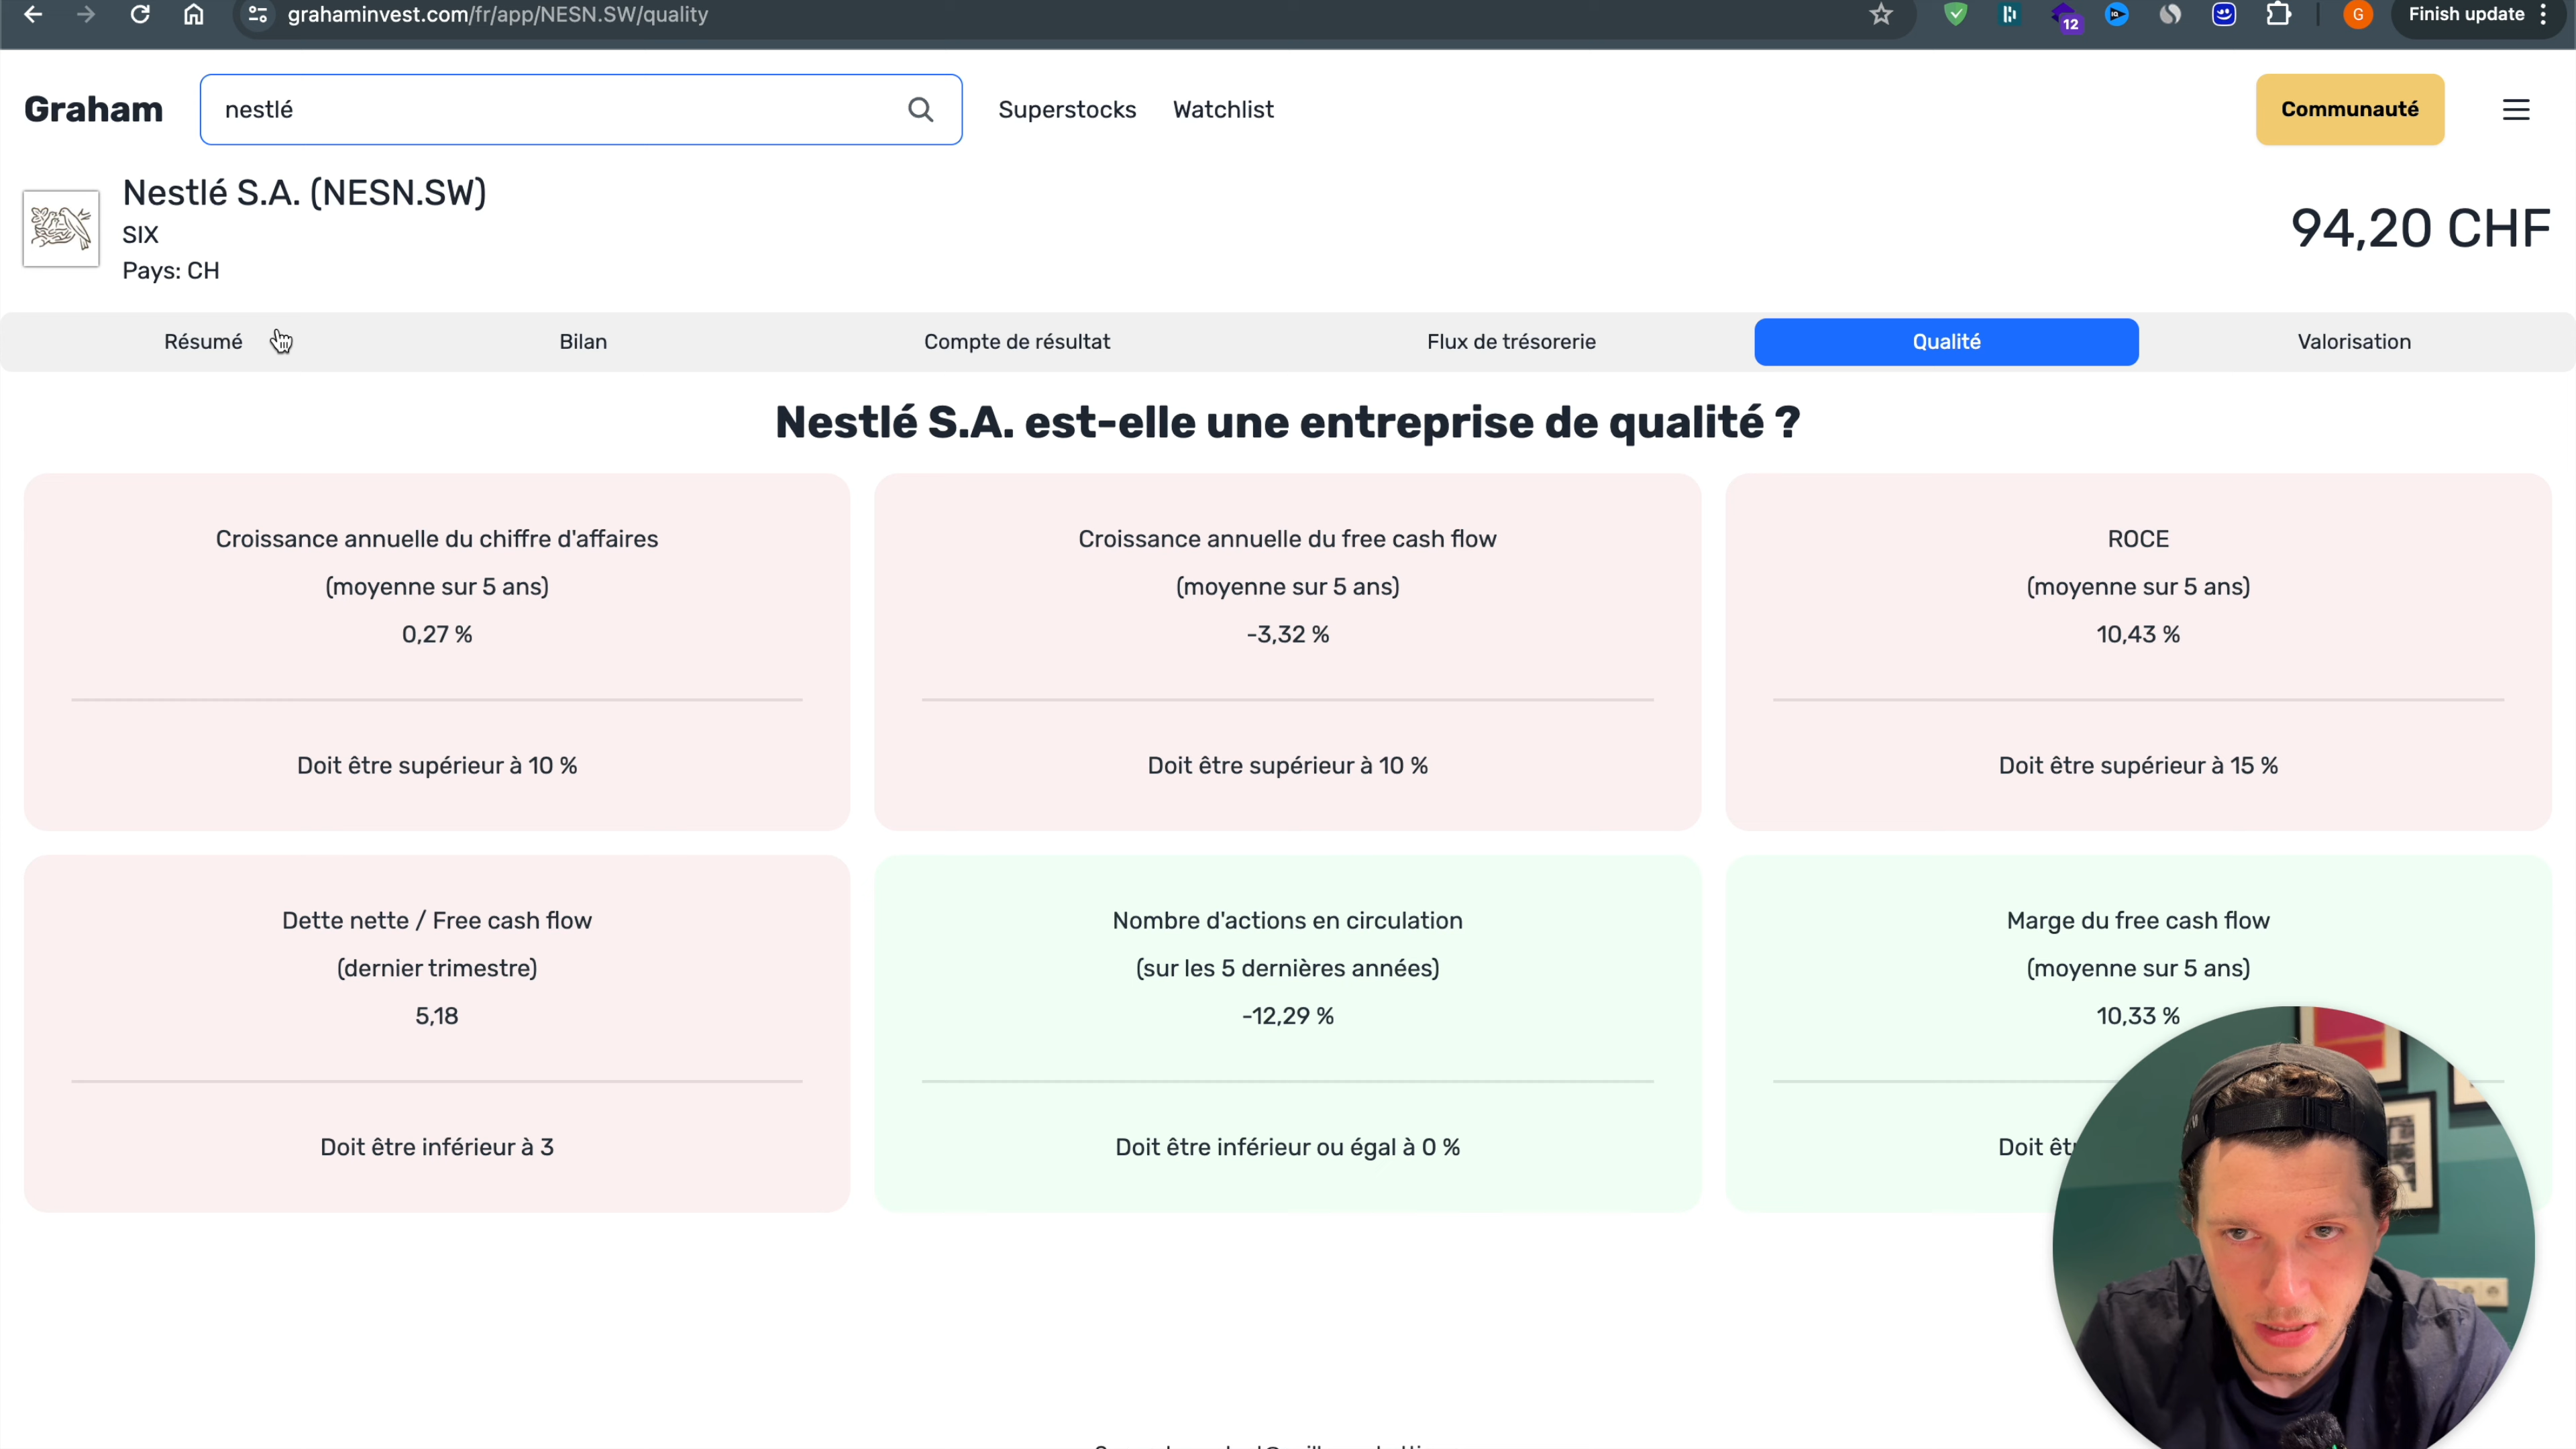 grahaminvest.com/fr/app/NESN.SW/quality
12
G
Finish update
Graham
nestlé
Superstocks
Watchlist
Communauté
Nestlé S.A. (NESN.SW)
SIX
Pays: CH
94,20 CHF
Résumé
Bilan
Compte de résultat
Flux de trésorerie
Qualité
Valorisation
Nestlé S.A. est-elle une entreprise de qualité ?
Croissance annuelle du chiffre d'affaires
(moyenne sur 5 ans)
0,27 %
Doit être supérieur à 10 %
Croissance annuelle du free cash flow
(moyenne sur 5 ans)
-3,32 %
Doit être supérieur à 10 %
ROCE
(moyenne sur 5 ans)
10,43 %
Doit être supérieur à 15 %
Dette nette / Free cash flow
(dernier trimestre)
5,18
Doit être inférieur à 3
Nombre d'actions en circulation
(sur les 5 dernières années)
-12,29 %
Doit être inférieur ou égal à 0 %
Marge du free cash flow
(moyenne sur 5 ans)
10,33 %
Doit